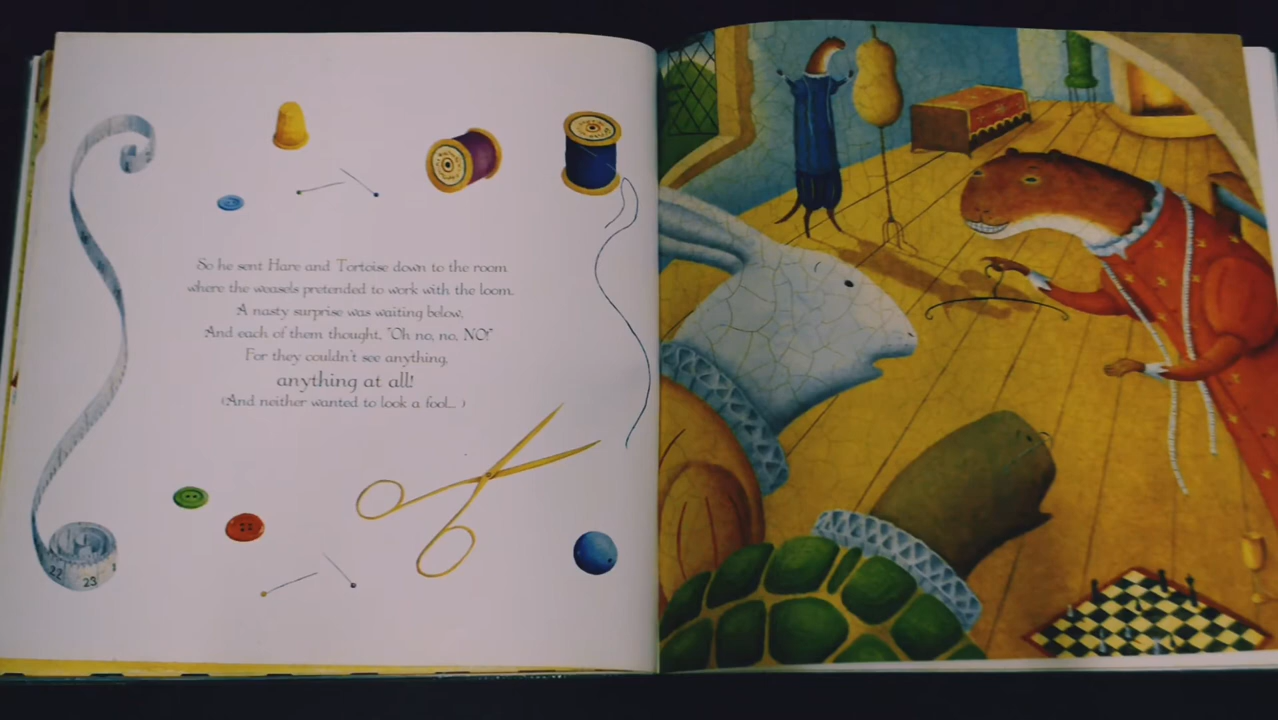 So he sent Hare and Tortoise down to the room
where the weasels pretended to work with the loom.
A nasty surprise was waiting below,
And each of them thought, "Oh no, no, NO!"
For they couldn't see anything,
anything at all!
(And neither wanted to look a fool... )
22 23